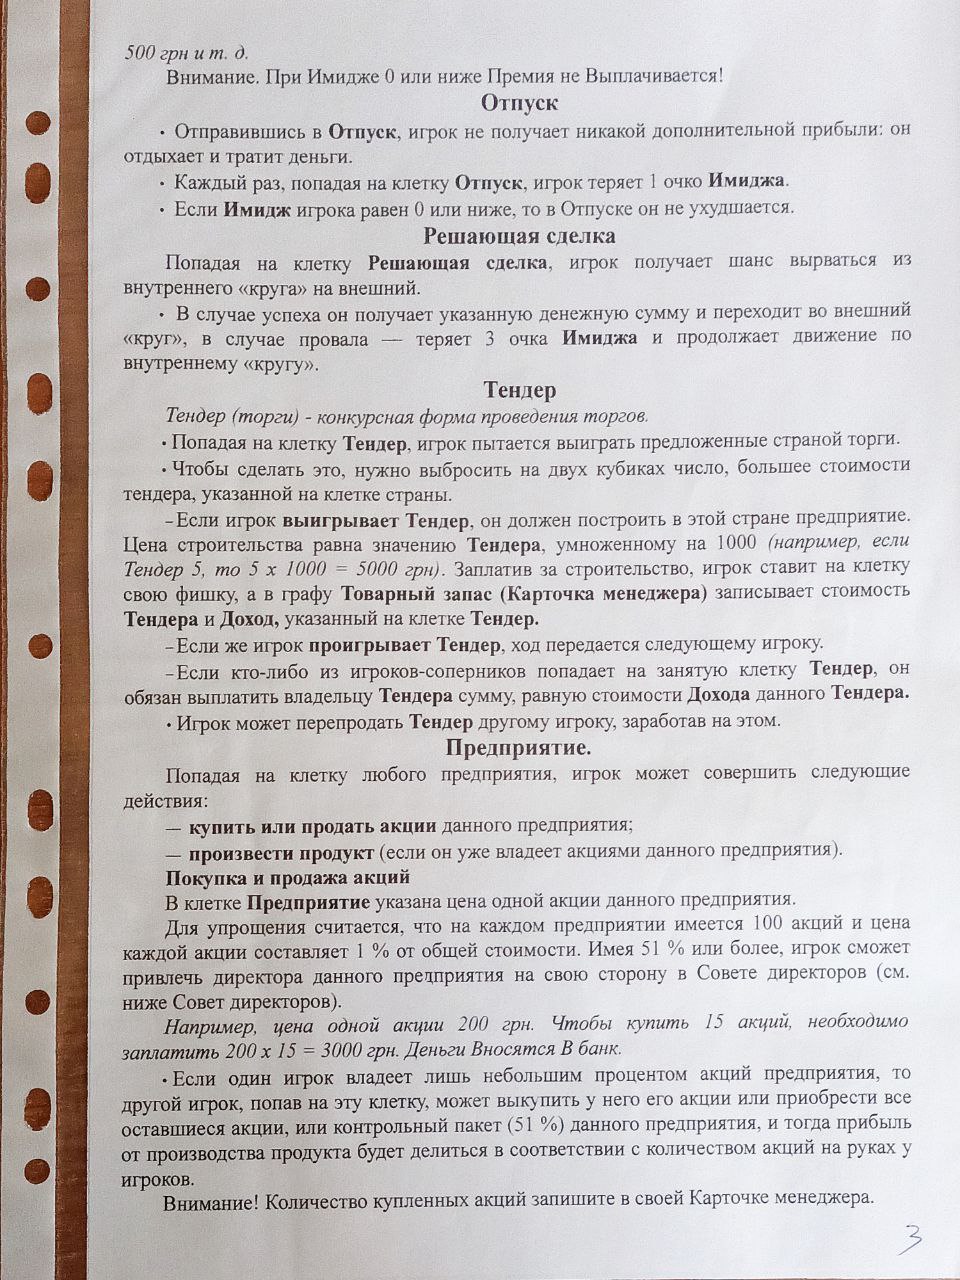 500 грн и т. д.
Внимание. При Имидже 0 или ниже Премия не Выплачивается!
Отпуск
• Отправившись в Отпуск, игрок не получает никакой дополнительной прибыли: он
отдыхает и тратит деньги.
• Каждый раз, попадая на клетку Отпуск, игрок теряет 1 очко Имиджа.
• Если Имидж игрока равен 0 или ниже, то в Отпуске он не ухудшается.
Решающая сделка
Попадая на клетку Решающая сделка, игрок получает шанс вырваться из
внутреннего «круга» на внешний.
• В случае успеха он получает указанную денежную сумму и переходит во внешний
«круг», в случае провала — теряет 3 очка Имиджа и продолжает движение по
внутреннему «кругу».
Тендер
Тендер (торги) - конкурсная форма проведения торгов.
• Попадая на клетку Тендер, игрок пытается выиграть предложенные страной торги.
• Чтобы сделать это, нужно выбросить на двух кубиках число, большее стоимости
тендера, указанной на клетке страны.
–Если игрок выигрывает Тендер, он должен построить в этой стране предприятие.
Цена строительства равна значению Тендера, умноженному на 1000 (например, если
Тендер 5, то 5 х 1000 = 5000 грн). Заплатив за строительство, игрок ставит на клетку
свою фишку, а в графу Товарный запас (Карточка менеджера) записывает стоимость
Тендера и Доход, указанный на клетке Тендер.
–Если же игрок проигрывает Тендер, ход передается следующему игроку.
–Если кто-либо из игроков-соперников попадает на занятую клетку Тендер, он
обязан выплатить владельцу Тендера сумму, равную стоимости Дохода данного Тендера.
• Игрок может перепродать Тендер другому игроку, заработав на этом.
Предприятие.
Попадая на клетку любого предприятия, игрок может совершить следующие
действия:
— купить или продать акции данного предприятия;
— произвести продукт (если он уже владеет акциями данного предприятия).
Покупка и продажа акций
В клетке Предприятие указана цена одной акции данного предприятия.
Для упрощения считается, что на каждом предприятии имеется 100 акций и цена
каждой акции составляет 1 % от общей стоимости. Имея 51 % или более, игрок сможет
привлечь директора данного предприятия на свою сторону в Совете директоров (см.
ниже Совет директоров).
Например, цена одной акции 200 грн. Чтобы купить 15 акций, необходимо
заплатить 200 х 15 = 3000 грн. Деньги Вносятся В банк.
• Если один игрок владеет лишь небольшим процентом акций предприятия, то
другой игрок, попав на эту клетку, может выкупить у него его акции или приобрести все
оставшиеся акции, или контрольный пакет (51 %) данного предприятия, и тогда прибыль
от производства продукта будет делиться в соответствии с количеством акций на руках у
игроков.
Внимание! Количество купленных акций запишите в своей Карточке менеджера.
3